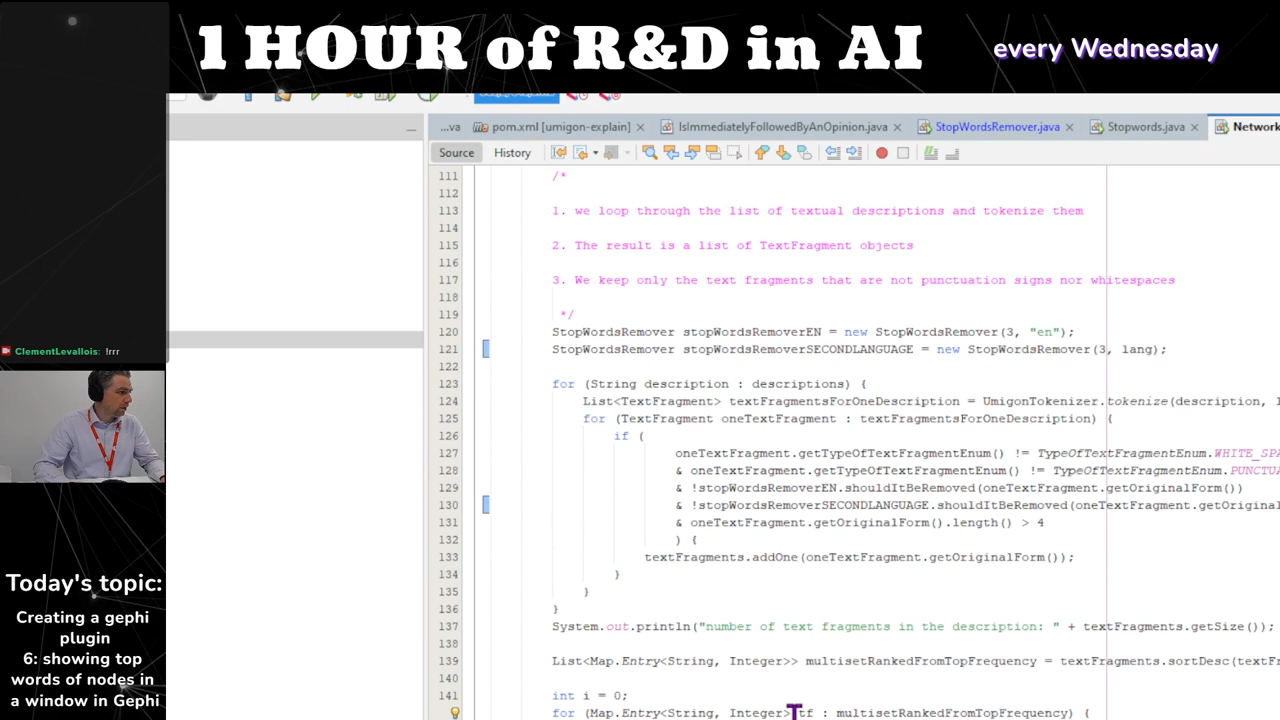 1 HOUR of R&D in AI
every Wednesday
...va
pom.xml [umigon-explain]
IsImmediatelyFollowedByAnOpinion.java
StopWordsRemover.java
Stopwords.java
Network
Source
History
111 /*
112
113 1. we loop through the list of textual descriptions and tokenize them
114
115 2. The result is a list of TextFragment objects
116
117 3. We keep only the text fragments that are not punctuation signs nor whitespaces
118
119 */
120 StopWordsRemover stopWordsRemoverEN = new StopWordsRemover(3, "en");
121 StopWordsRemover stopWordsRemoverSECONDLANGUAGE = new StopWordsRemover(3, lang);
122
123 for (String description : descriptions) {
124 List<TextFragment> textFragmentsForOneDescription = UmigonTokenizer.tokenize(description,
125 for (TextFragment oneTextFragment : textFragmentsForOneDescription) {
126 if (
127 oneTextFragment.getTypeOfTextFragmentEnum() != TypeOfTextFragmentEnum.WHITE_SPA
128 & oneTextFragment.getTypeOfTextFragmentEnum() != TypeOfTextFragmentEnum.PUNCTUA
129 & !stopWordsRemoverEN.shouldItBeRemoved(oneTextFragment.getOriginalForm())
130 & !stopWordsRemoverSECONDLANGUAGE.shouldItBeRemoved(oneTextFragment.getOriginal
131 & oneTextFragment.getOriginalForm().length() > 4
132 ) {
133 textFragments.addOne(oneTextFragment.getOriginalForm());
134 }
135 }
136 }
137 System.out.println("number of text fragments in the description: " + textFragments.getSize());
138
139 List<Map.Entry<String, Integer>> multisetRankedFromTopFrequency = textFragments.sortDesc(textF
140
141 int i = 0;
for (Map.Entry<String, Integer> tf : multisetRankedFromTopFrequency) {
ClementLevallois: !rrr
Today's topic:
Creating a gephi
plugin
6: showing top
words of nodes in
a window in Gephi